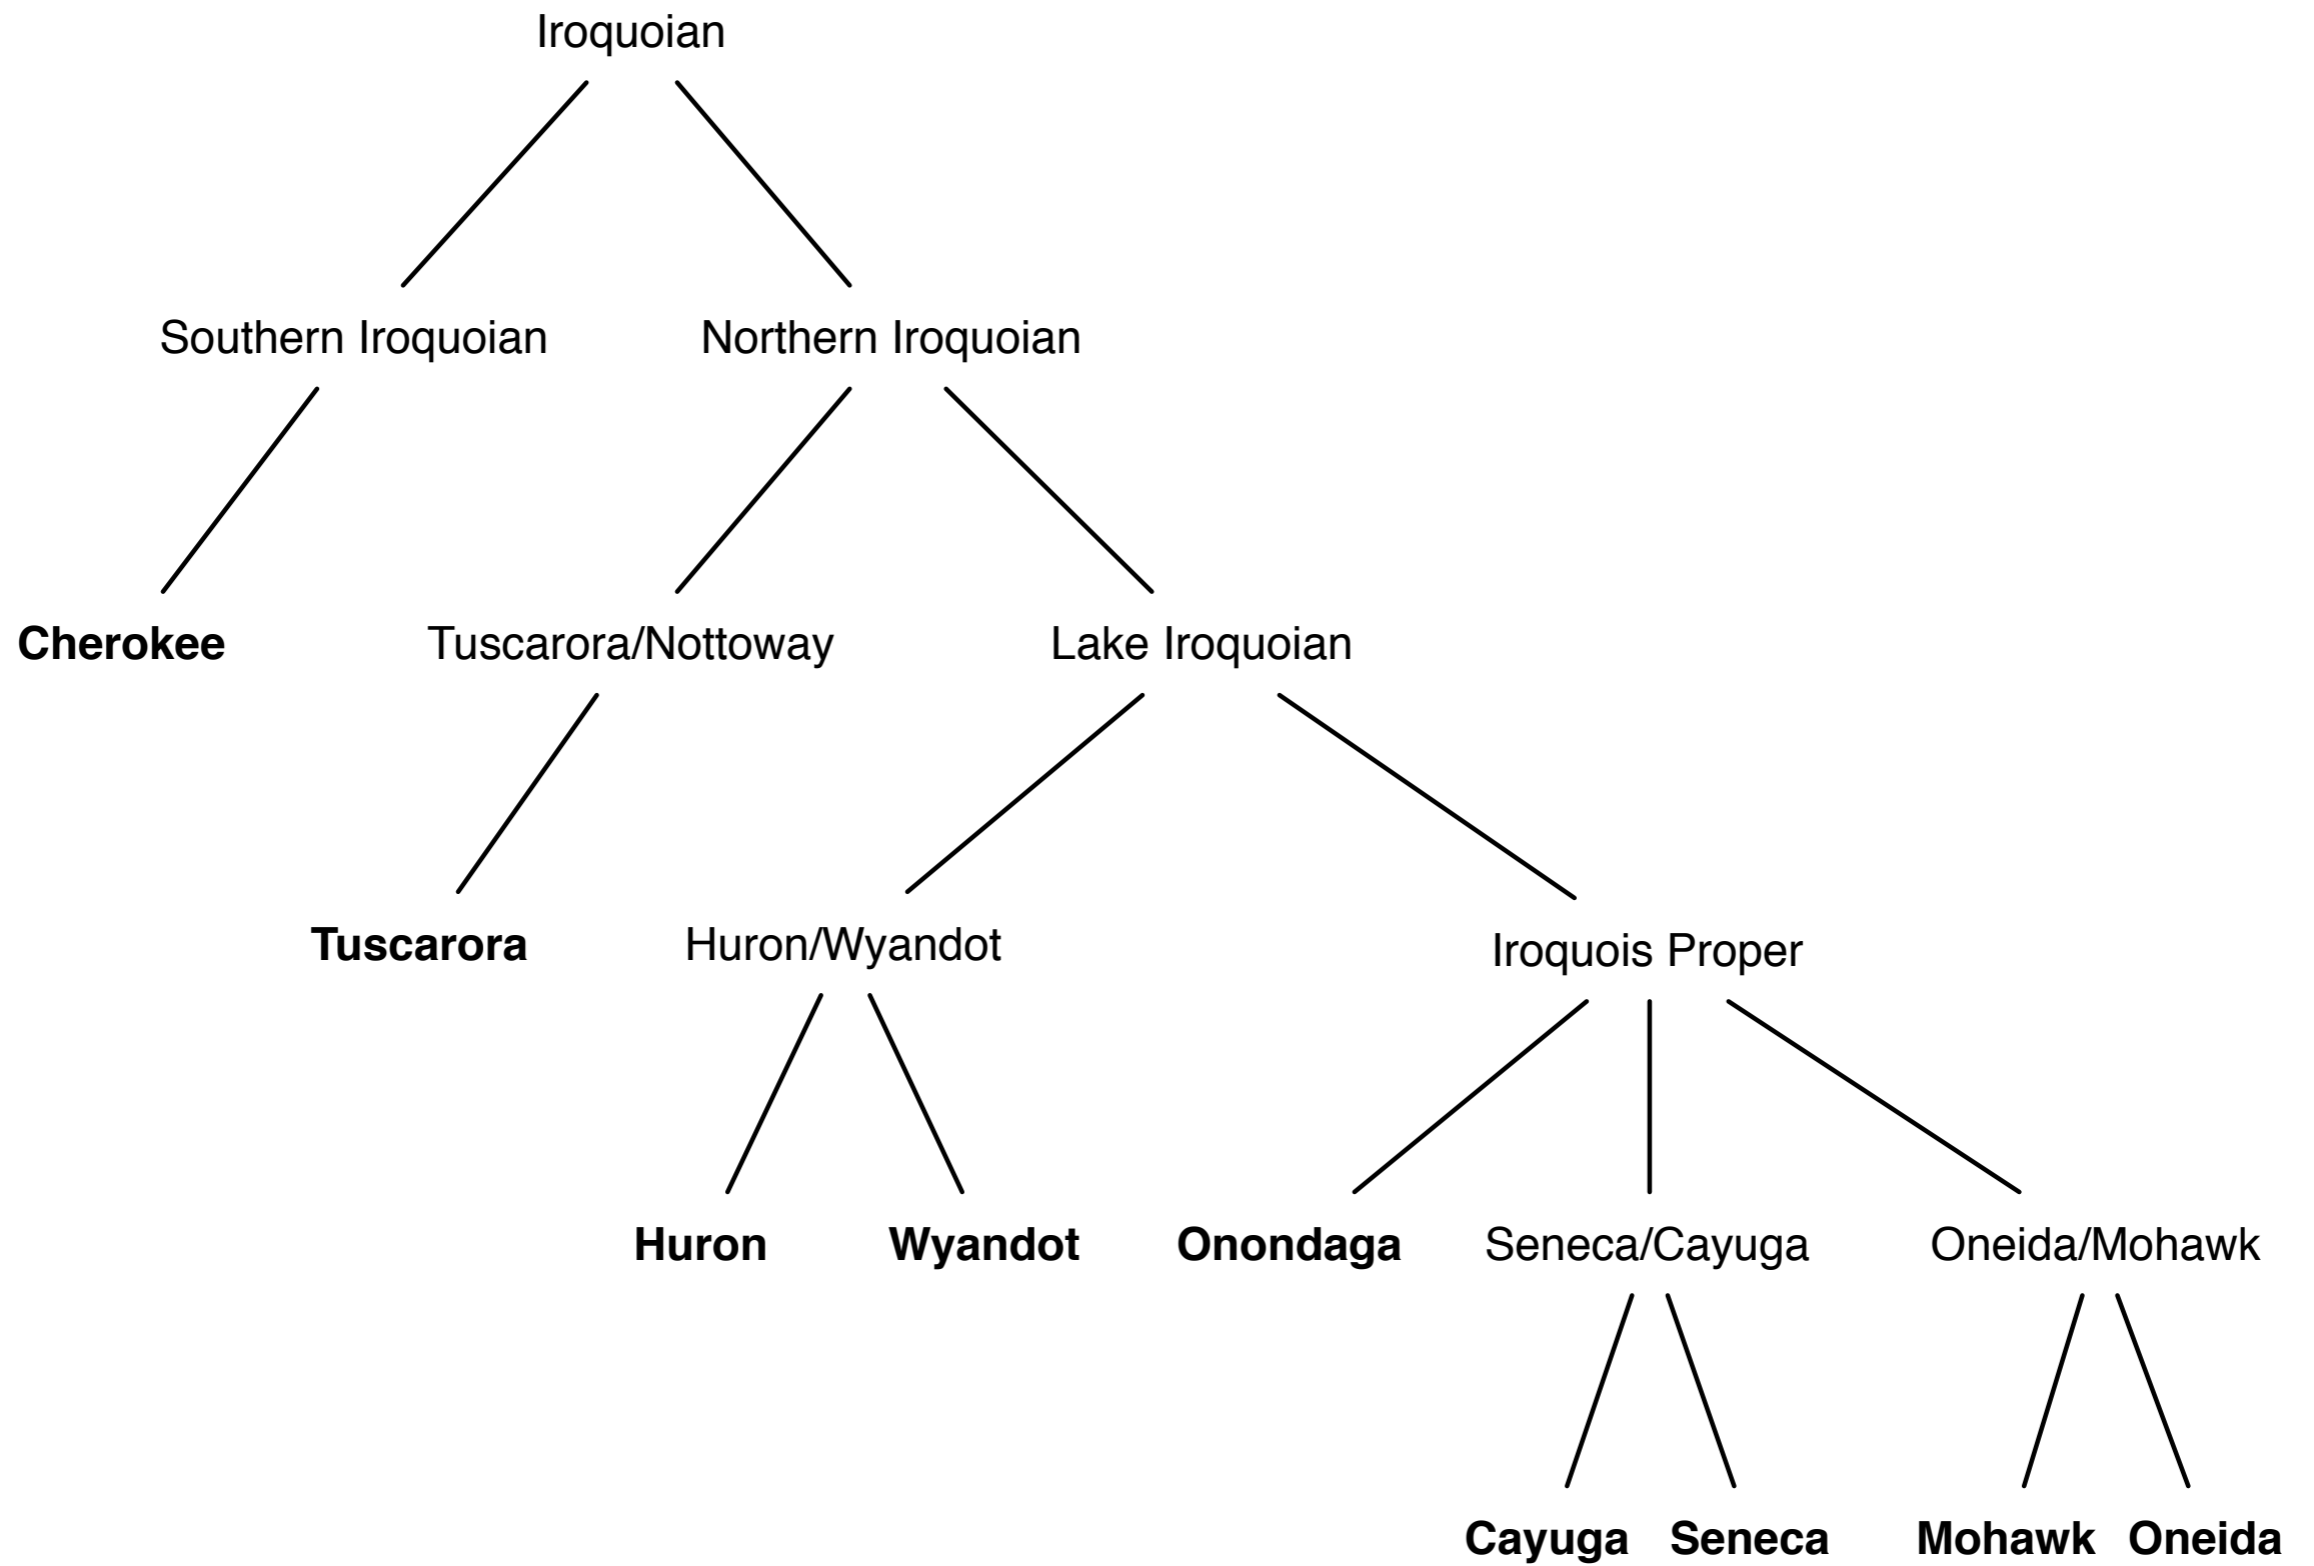 Iroquoian
Southern Iroquoian
Northern Iroquoian
Cherokee
Tuscarora/Nottoway
Lake Iroquoian
Tuscarora
Huron/Wyandot
Iroquois Proper
Huron
Wyandot
Onondaga
Seneca/Cayuga
Oneida/Mohawk
Cayuga
Seneca
Mohawk
Oneida